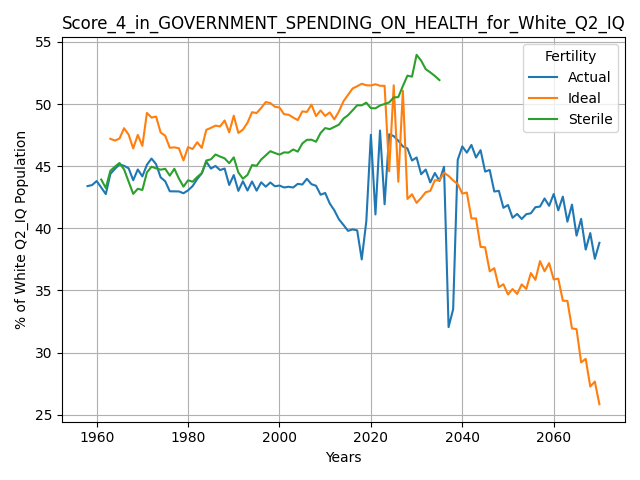 Score_4_in_GOVERNMENT_SPENDING_ON_HEALTH_for_White_Q2_IQ
% of White Q2_IQ Population
55
50
45
40
35
30
25
Fertility
Actual
Ideal
Sterile
1960 1980 2000 2020 2040 2060
Years